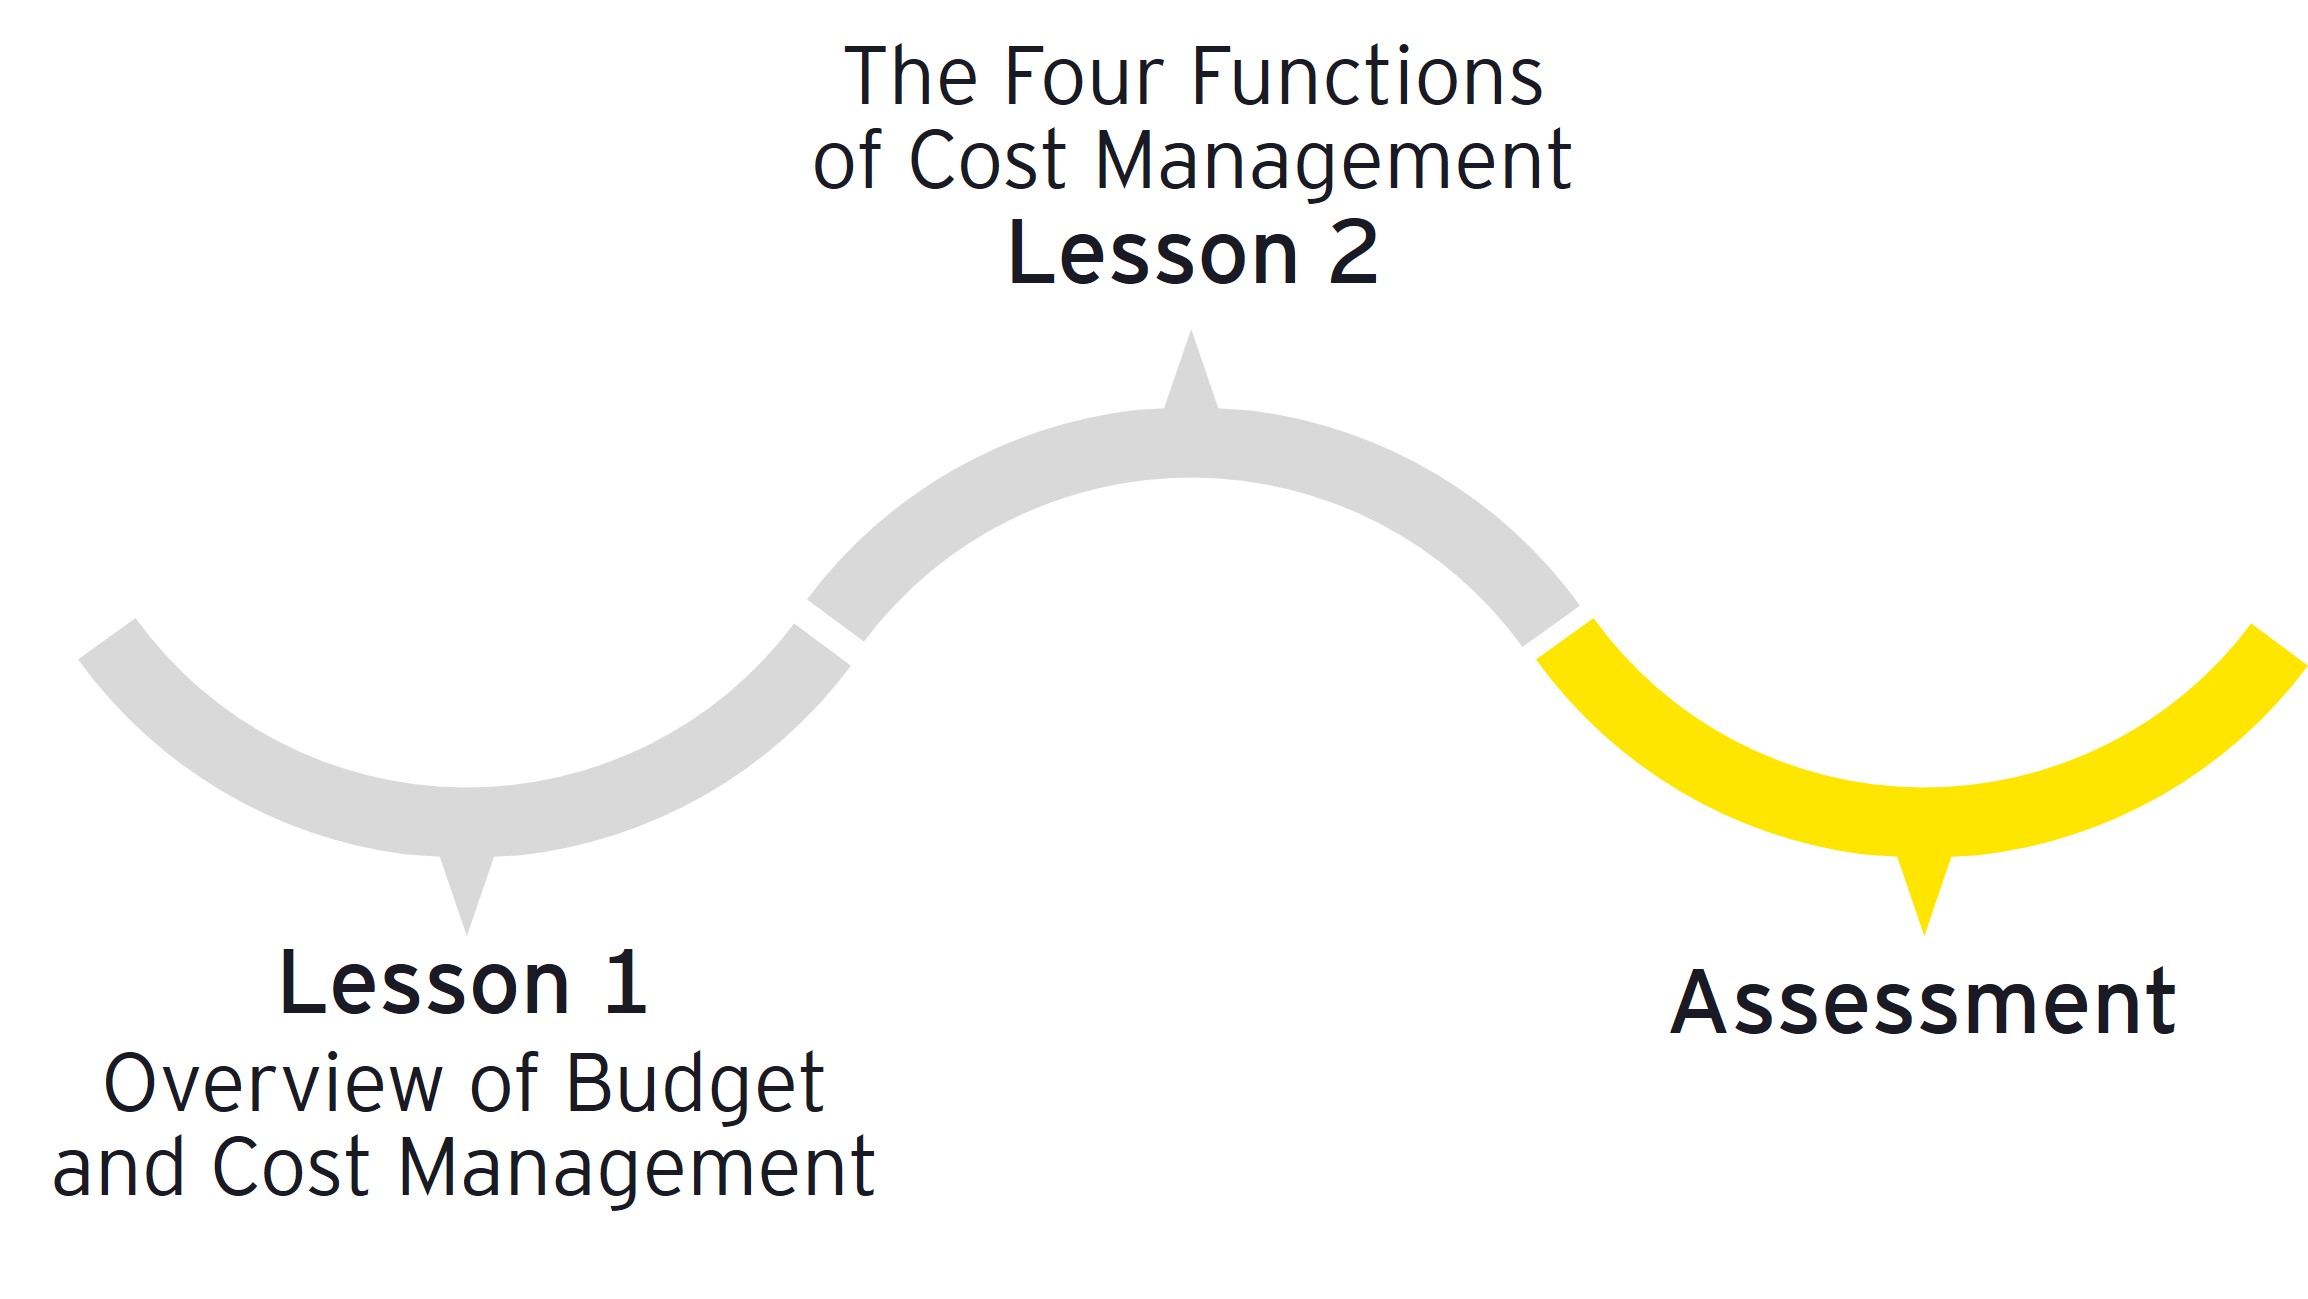 The Four Functions
of Cost Management
Lesson 2
Lesson 1
Overview of Budget
and Cost Management
Assessment